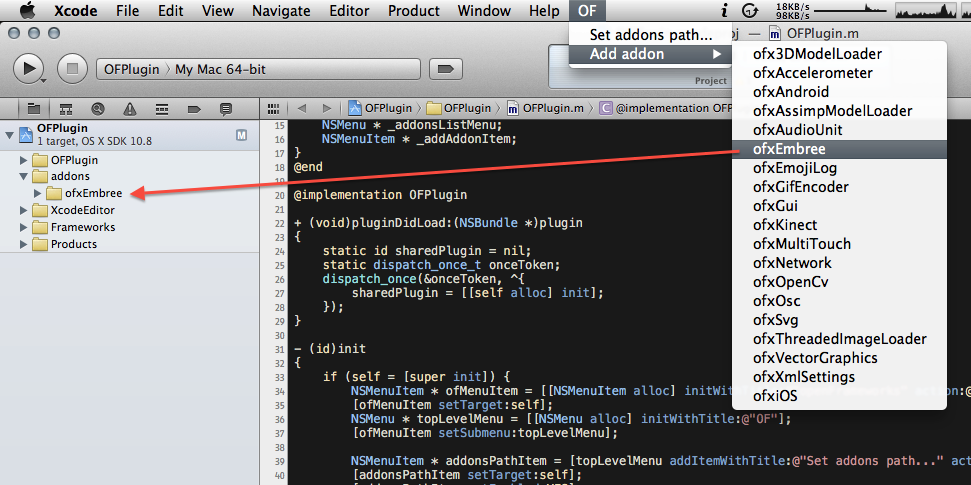 Xcode File Edit View Navigate Editor Product Window Help OF 18KB/s 98KB/s
Set addons path...
Add addon
OFPlugin.m
OFPlugin My Mac 64-bit
Project
ofx3DModelLoader
ofxAccelerometer
ofxAndroid
ofxAssimpModelLoader
ofxAudioUnit
ofxEmbree
ofxEmojiLog
ofxGifEncoder
ofxGui
ofxKinect
ofxMultiTouch
ofxNetwork
ofxOpenCv
ofxOsc
ofxSvg
ofxThreadedImageLoader
ofxVectorGraphics
ofxXmlSettings
ofxiOS
OFPlugin OFPlugin OFPlugin.m @implementation OFP
OFPlugin M
1 target, OS X SDK 10.8
OFPlugin
addons
ofxEmbree
XcodeEditor
Frameworks
Products
15 NSMenu * _addonsListMenu;
16 NSMenuItem * _addAddonItem;
17 }
18 @end
19
20 @implementation OFPlugin
21
22 + (void)pluginDidLoad:(NSBundle *)plugin
23 {
24 static id sharedPlugin = nil;
25 static dispatch_once_t onceToken;
26 dispatch_once(&onceToken, ^{
27 sharedPlugin = [[self alloc] init];
28 });
29 }
30
31 - (id)init
32 {
33 if (self = [super init]) {
34 NSMenuItem * ofMenuItem = [[NSMenuItem alloc] initWithT action:@
35 [ofMenuItem setTarget:self];
36 NSMenu * topLevelMenu = [[NSMenu alloc] initWithTitle:@"OF"];
37 [ofMenuItem setSubmenu:topLevelMenu];
38
39 NSMenuItem * addonsPathItem = [topLevelMenu addItemWithTitle:@"Set addons path..." act
40 [addonsPathItem setTarget:self];